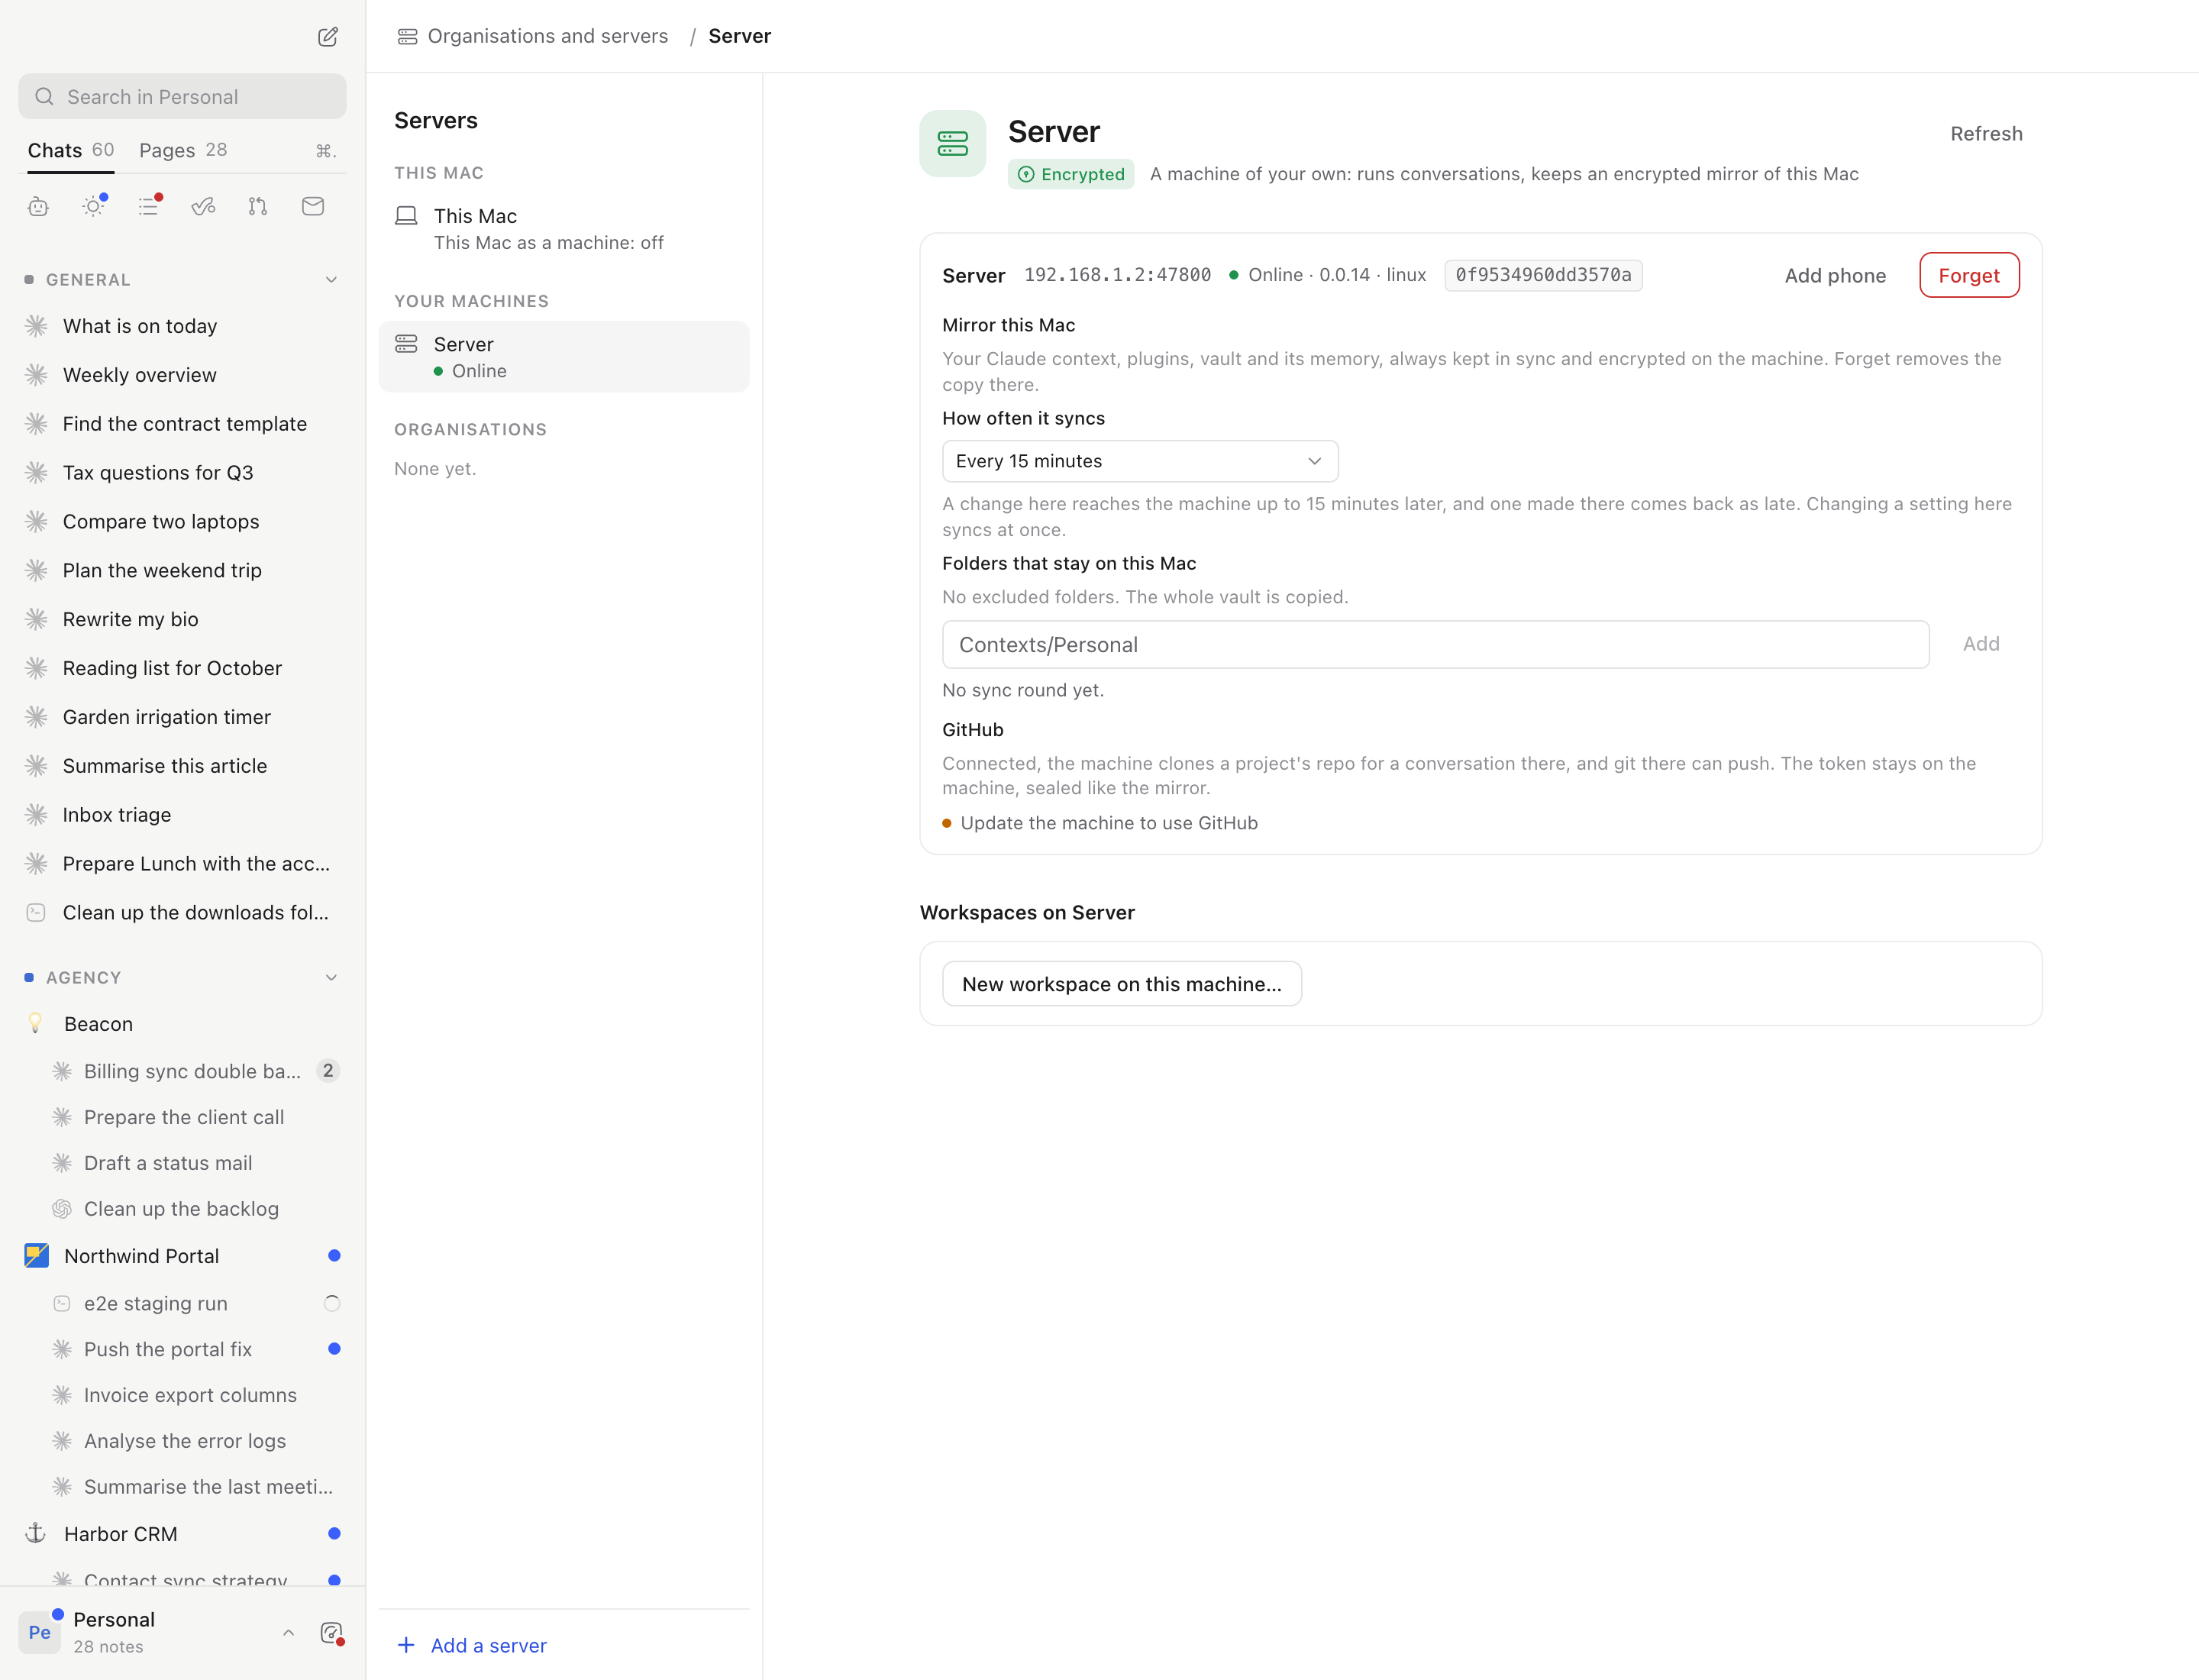 Search in Personal
Chats 60 Pages 28 ⌘.
GENERAL
What is on today
Weekly overview
Find the contract template
Tax questions for Q3
Compare two laptops
Plan the weekend trip
Rewrite my bio
Reading list for October
Garden irrigation timer
Summarise this article
Inbox triage
Prepare Lunch with the acc...
Clean up the downloads fol...
AGENCY
Beacon
Billing sync double ba... 2
Prepare the client call
Draft a status mail
Clean up the backlog
Northwind Portal
e2e staging run
Push the portal fix
Invoice export columns
Analyse the error logs
Summarise the last meeti...
Harbor CRM
Contact sync strategy
Pe Personal
28 notes
Organisations and servers / Server
Servers
THIS MAC
This Mac
This Mac as a machine: off
YOUR MACHINES
Server
Online
ORGANISATIONS
None yet.
+ Add a server
Server
Refresh
Encrypted A machine of your own: runs conversations, keeps an encrypted mirror of this Mac
Server 192.168.1.2:47800 Online · 0.0.14 · linux 0f9534960dd3570a Add phone Forget
Mirror this Mac
Your Claude context, plugins, vault and its memory, always kept in sync and encrypted on the machine. Forget removes the
copy there.
How often it syncs
Every 15 minutes
A change here reaches the machine up to 15 minutes later, and one made there comes back as late. Changing a setting here
syncs at once.
Folders that stay on this Mac
No excluded folders. The whole vault is copied.
Contexts/Personal Add
No sync round yet.
GitHub
Connected, the machine clones a project's repo for a conversation there, and git there can push. The token stays on the
machine, sealed like the mirror.
Update the machine to use GitHub
Workspaces on Server
New workspace on this machine...